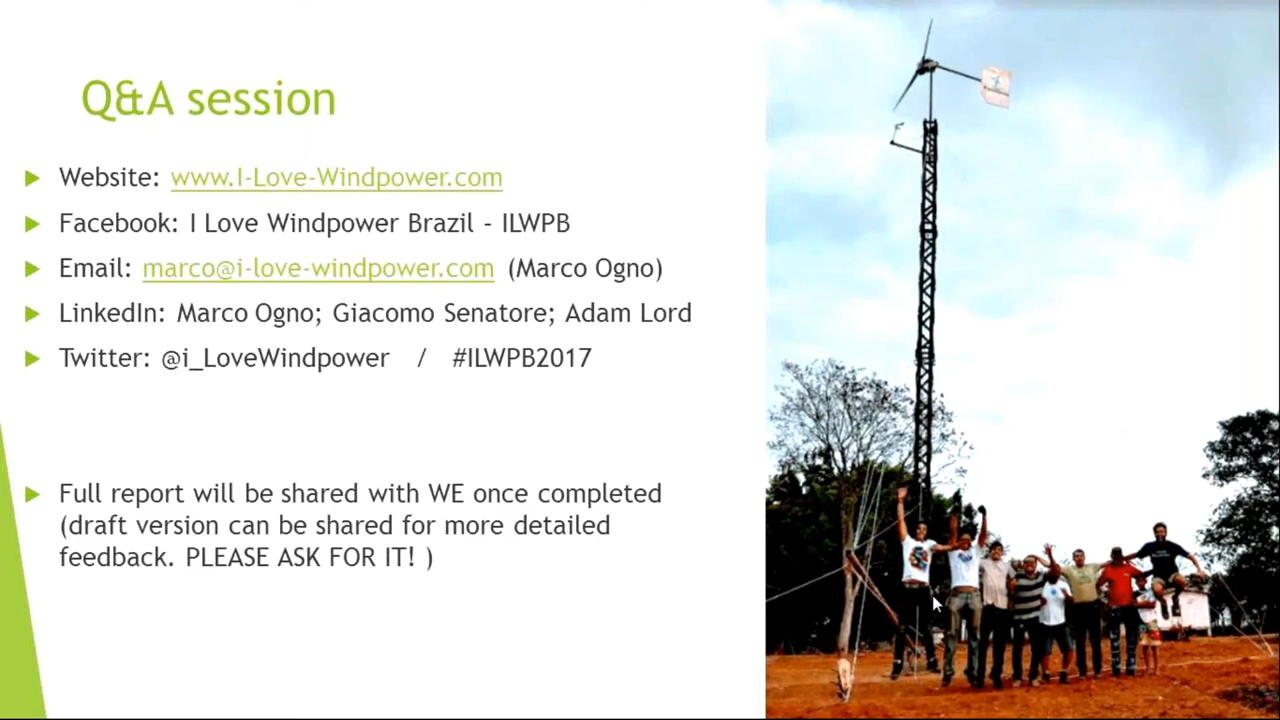 Q&A session
Website: www.I-Love-Windpower.com
Facebook: I Love Windpower Brazil - ILWPB
Email: marco@i-love-windpower.com (Marco Ogno)
LinkedIn: Marco Ogno; Giacomo Senatore; Adam Lord
Twitter: @i_LoveWindpower / #ILWPB2017
Full report will be shared with WE once completed
(draft version can be shared for more detailed
feedback. PLEASE ASK FOR IT! )